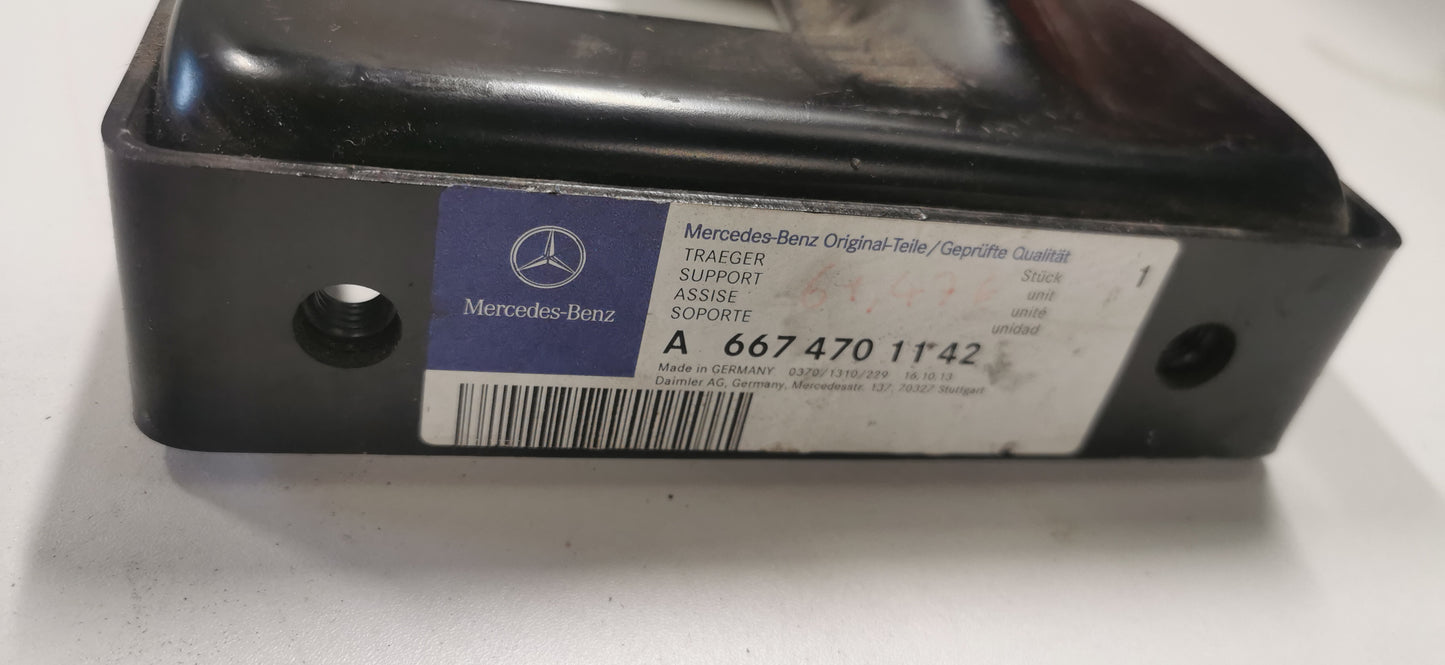 Mercedes-Benz
Mercedes-Benz Original-Teile/Geprüfte Qualität
TRAEGER
SUPPORT
ASSISE
SOPORTE
Stück
unit
unité
unidad
1
A 667 470 11 42
Made in GERMANY 0370/1310/229 16.10.13
Daimler AG, Germany, Mercedesstr. 137, 70327 Stuttgart